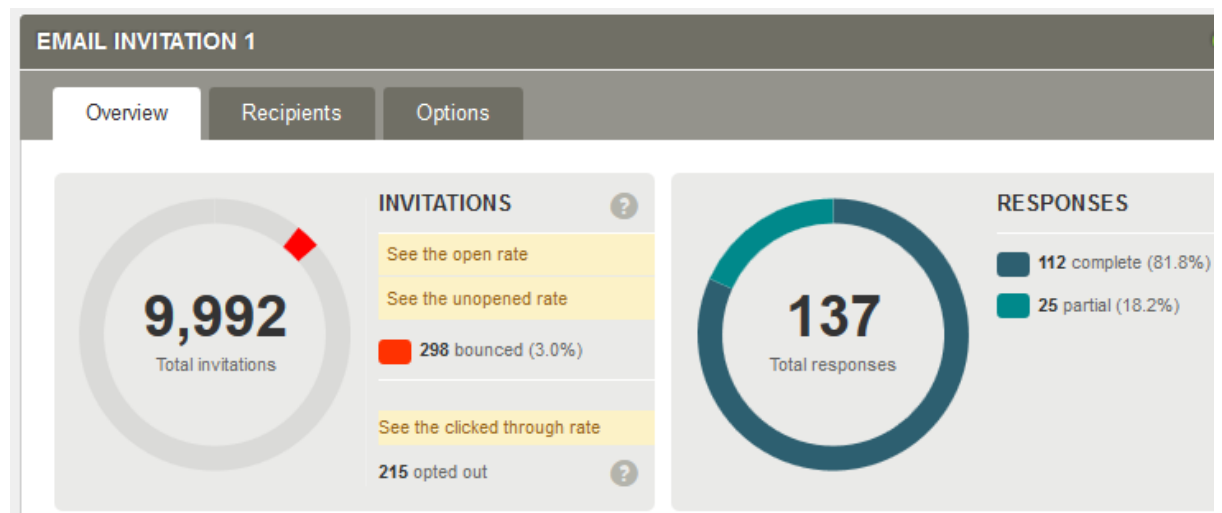 EMAIL INVITATION 1
Overview
Recipients
Options
INVITATIONS
?
See the open rate
See the unopened rate
298 bounced (3.0%)
See the clicked through rate
215 opted out
?
9,992
Total invitations
RESPONSES
112 complete (81.8%)
25 partial (18.2%)
137
Total responses